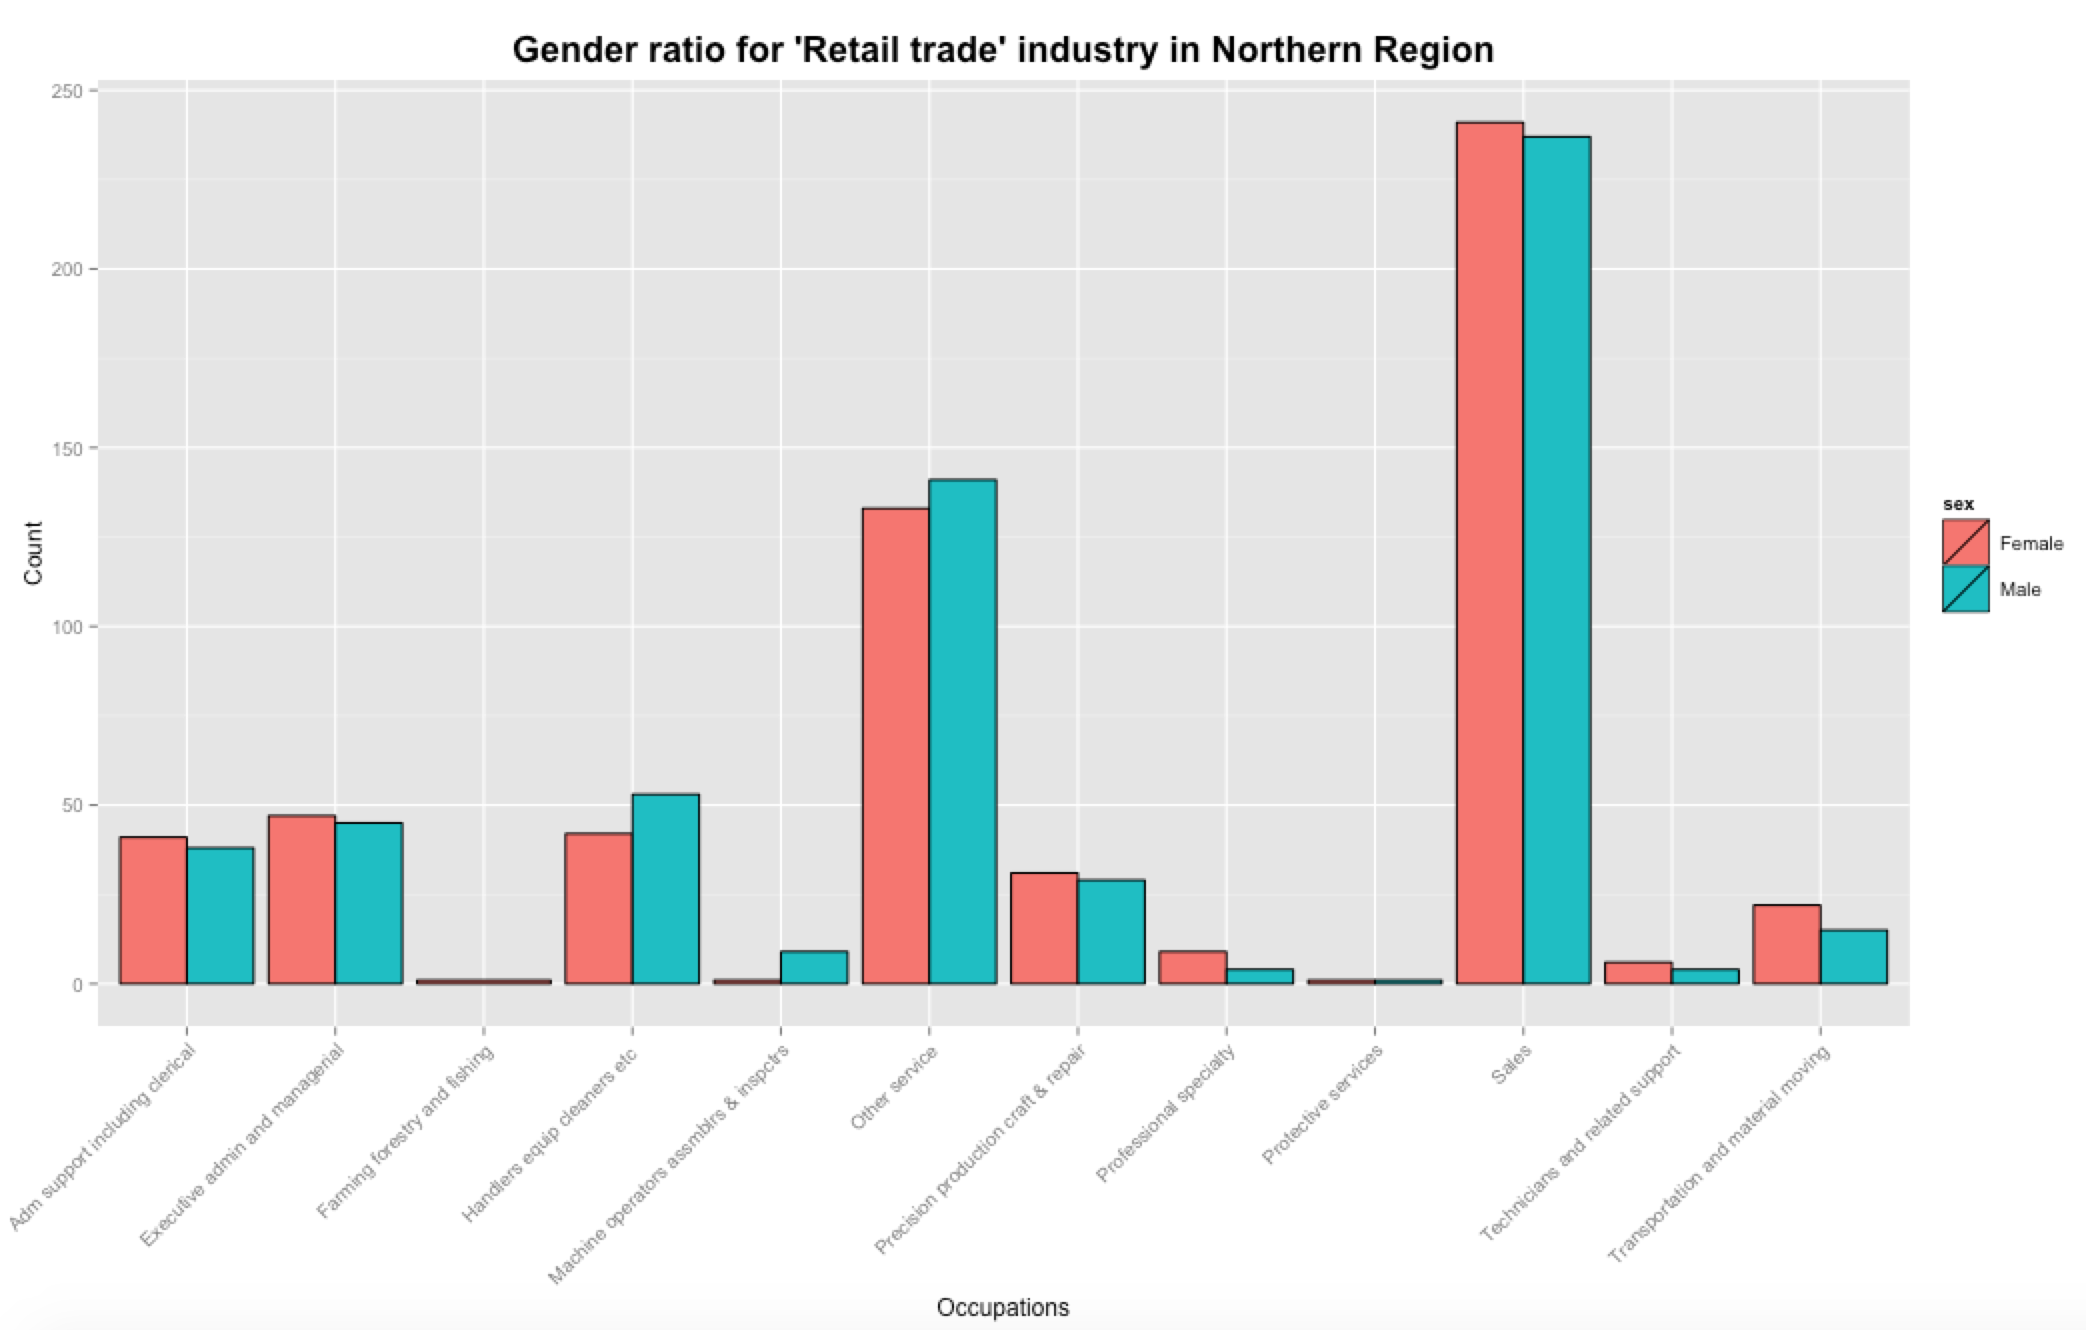 Gender ratio for 'Retail trade' industry in Northern Region
250
200
150
100
50
0
Count
sex
Female
Male
Adm support including clerical
Executive admin and managerial
Farming forestry and fishing
Handlers equip cleaners etc
Machine operators assmblrs & inspctrs
Other service
Precision production craft & repair
Professional specialty
Protective services
Sales
Technicians and related support
Transportation and material moving
Occupations